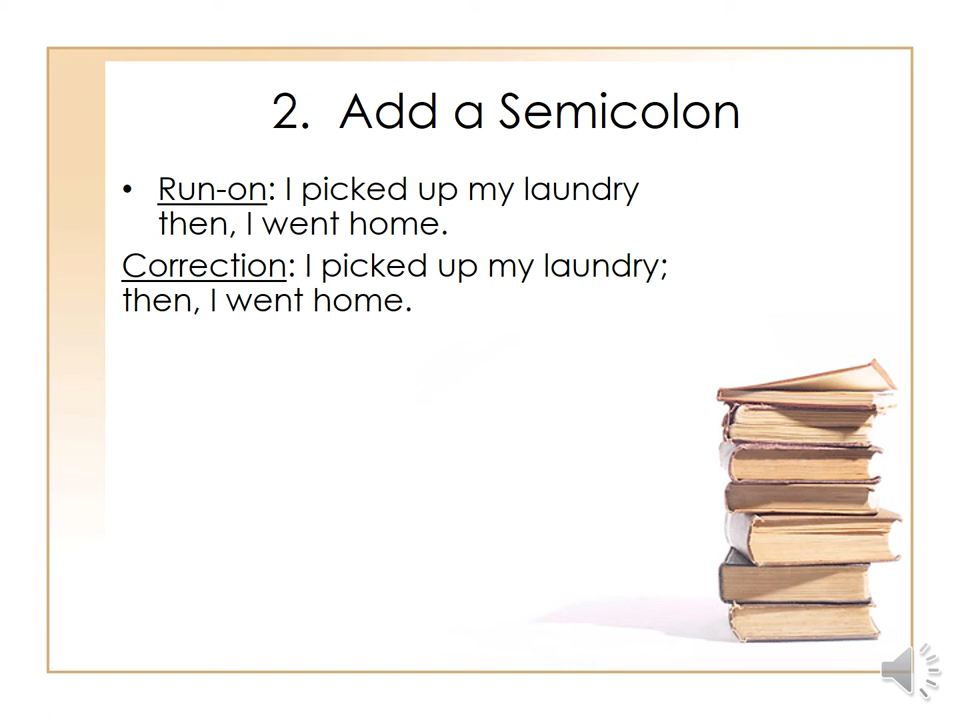 2. Add a Semicolon
• Run-on: I picked up my laundry
then, I went home.
Correction: I picked up my laundry;
then, I went home.